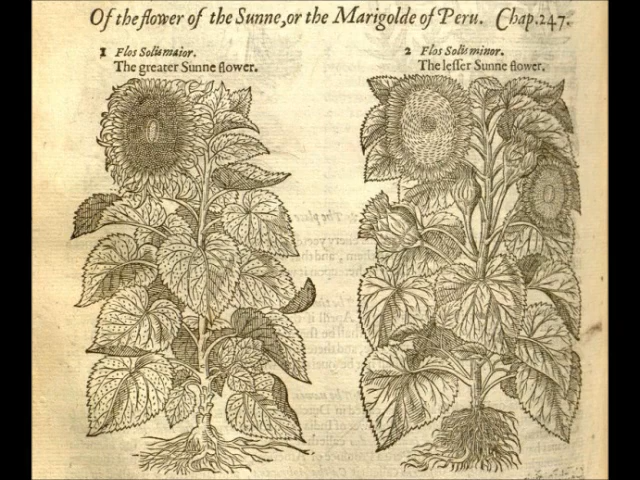 Of the flower of the Sunne, or the Marigolde of Peru. Chap. 247.
1 Flos Solis maior.
The greater Sunne flower.
2 Flos Solis minor.
The leſſer Sunne flower.